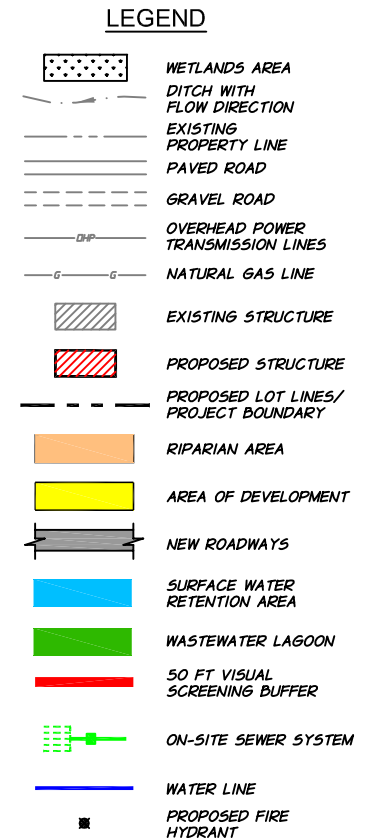 LEGEND
WETLANDS AREA
DITCH WITH
FLOW DIRECTION
EXISTING
PROPERTY LINE
PAVED ROAD
GRAVEL ROAD
OHP
OVERHEAD POWER
TRANSMISSION LINES
G G
NATURAL GAS LINE
EXISTING STRUCTURE
PROPOSED STRUCTURE
PROPOSED LOT LINES/
PROJECT BOUNDARY
RIPARIAN AREA
AREA OF DEVELOPMENT
NEW ROADWAYS
SURFACE WATER
RETENTION AREA
WASTEWATER LAGOON
50 FT VISUAL
SCREENING BUFFER
ON-SITE SEWER SYSTEM
WATER LINE
PROPOSED FIRE
HYDRANT